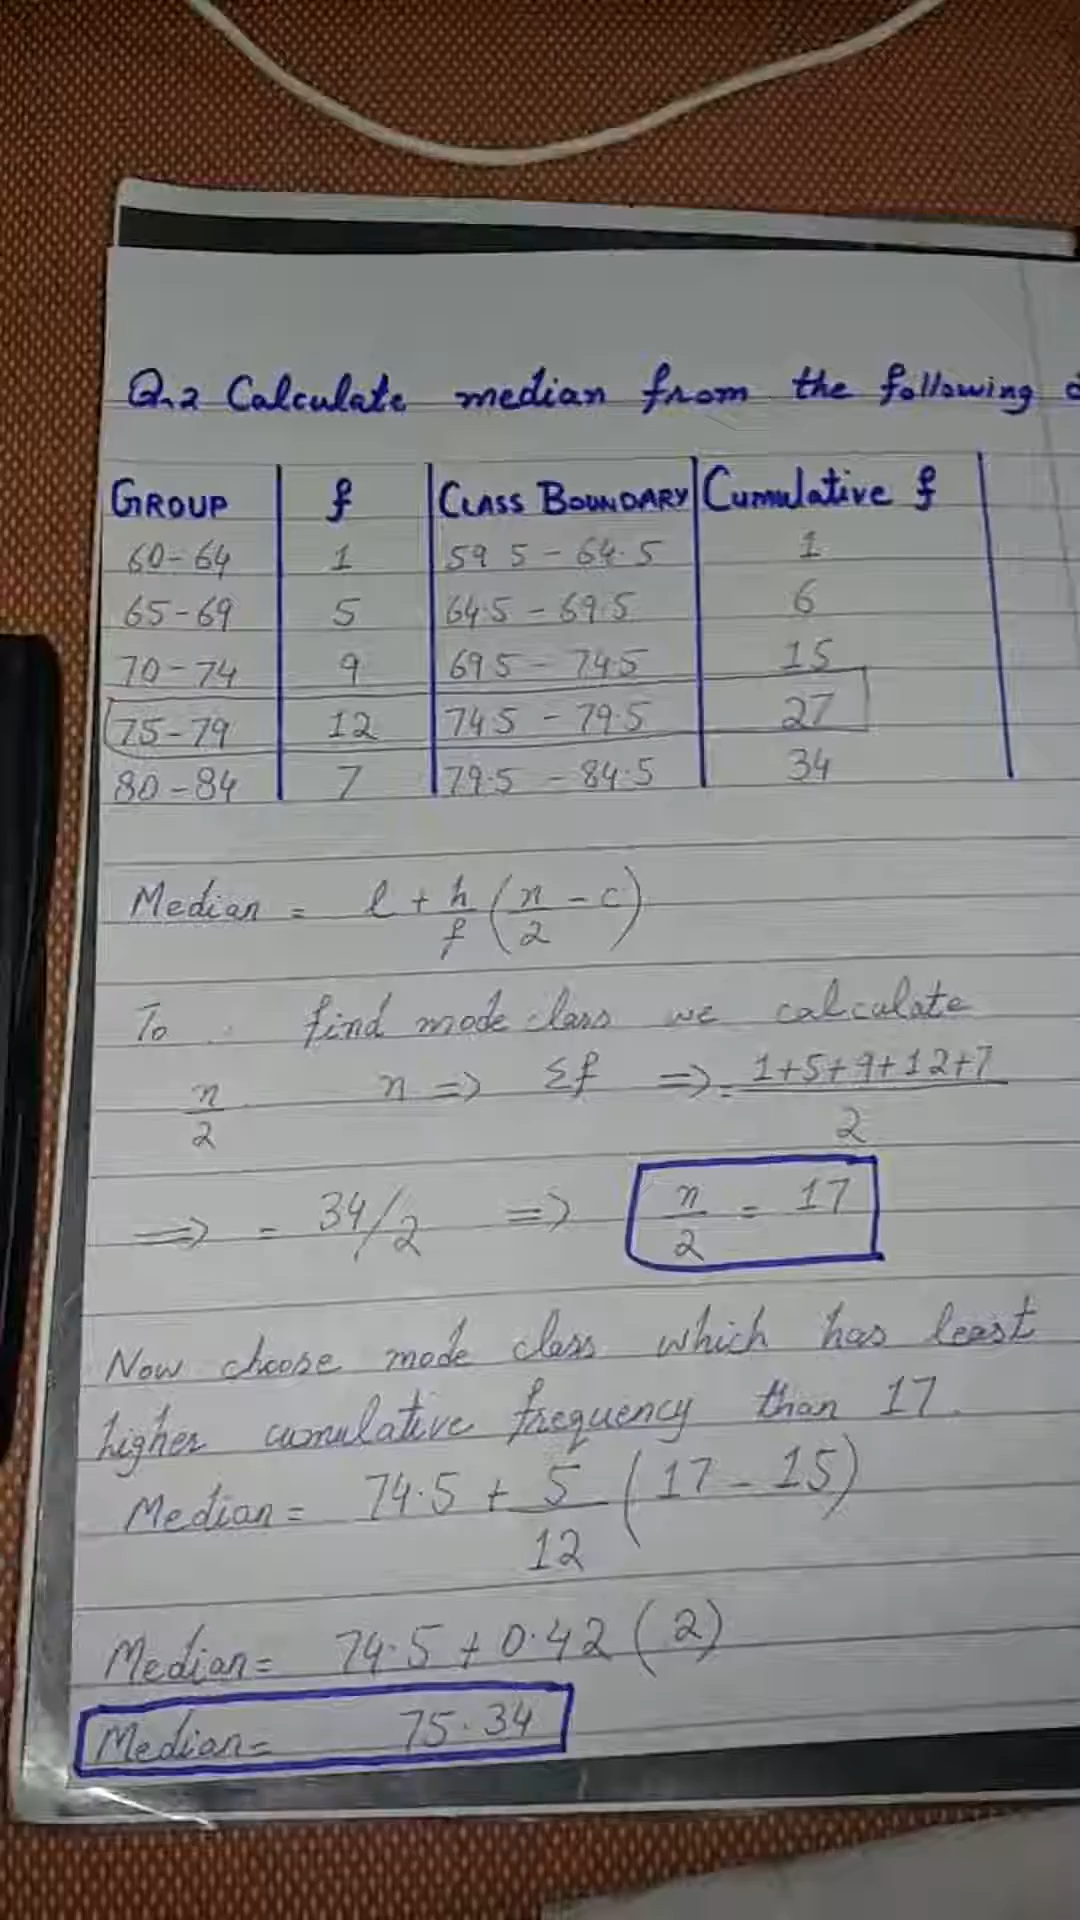 Q.2 Calculate median from the following
GROUP f CLASS BOUNDARY Cumulative f
60-64 1 59 5 - 64.5 1
65-69 5 64.5 - 69.5 6
70-74 9 69 5 - 74.5 15
75-79 12 74.5 - 79.5 27
80-84 7 79.5 - 84.5 34
Median = l + h/f (n/2 - c)
To find mode class we calculate
n/2 n => Σf => 1+5+9+12+7/2
=> = 34/2 => n/2 = 17
Now choose mode class which has least
higher cumulative frequency than 17.
Median = 74.5 + 5/12 (17 - 15)
Median = 74.5 + 0.42 (2)
Median = 75.34